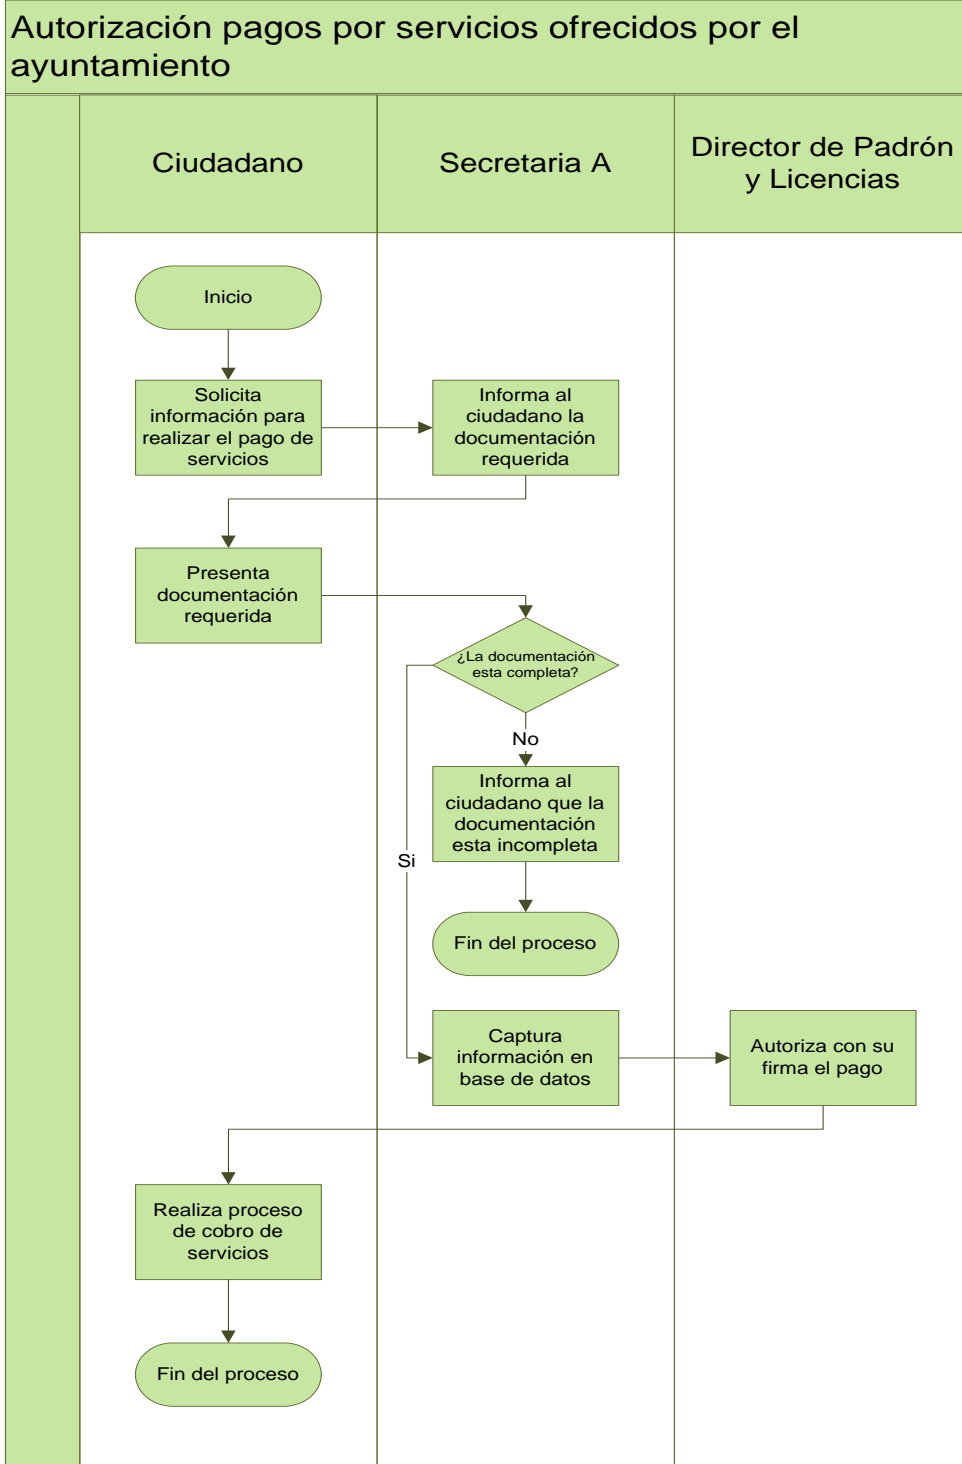 Autorización pagos por servicios ofrecidos por el
ayuntamiento
Ciudadano
Secretaria A
Director de Padrón
y Licencias
Inicio
Solicita
información para
realizar el pago de
servicios
Informa al
ciudadano la
documentación
requerida
Presenta
documentación
requerida
¿La documentación
esta completa?
No
Informa al
ciudadano que la
documentación
esta incompleta
Si
Fin del proceso
Captura
información en
base de datos
Autoriza con su
firma el pago
Realiza proceso
de cobro de
servicios
Fin del proceso